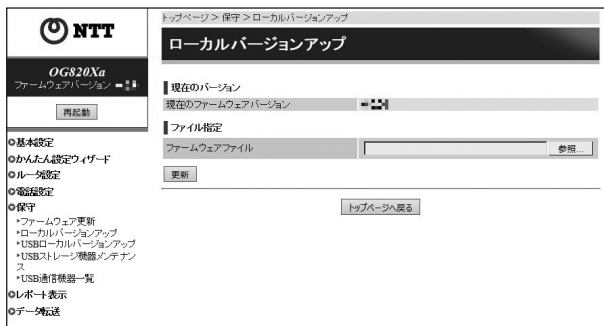 NTT
OG820Xa
ファームウェアバージョン
再起動
基本設定
かんたん設定ウィザード
ルータ設定
電話設定
保守
ファームウェア更新
ローカルバージョンアップ
USBローカルバージョンアップ
USBストレージ機器メンテナン
ス
USB通信機器一覧
レポート表示
データ転送
トップページ > 保守 > ローカルバージョンアップ
ローカルバージョンアップ
現在のバージョン
現在のファームウェアバージョン
ファイル指定
ファームウェアファイル
参照...
更新
トップページへ戻る